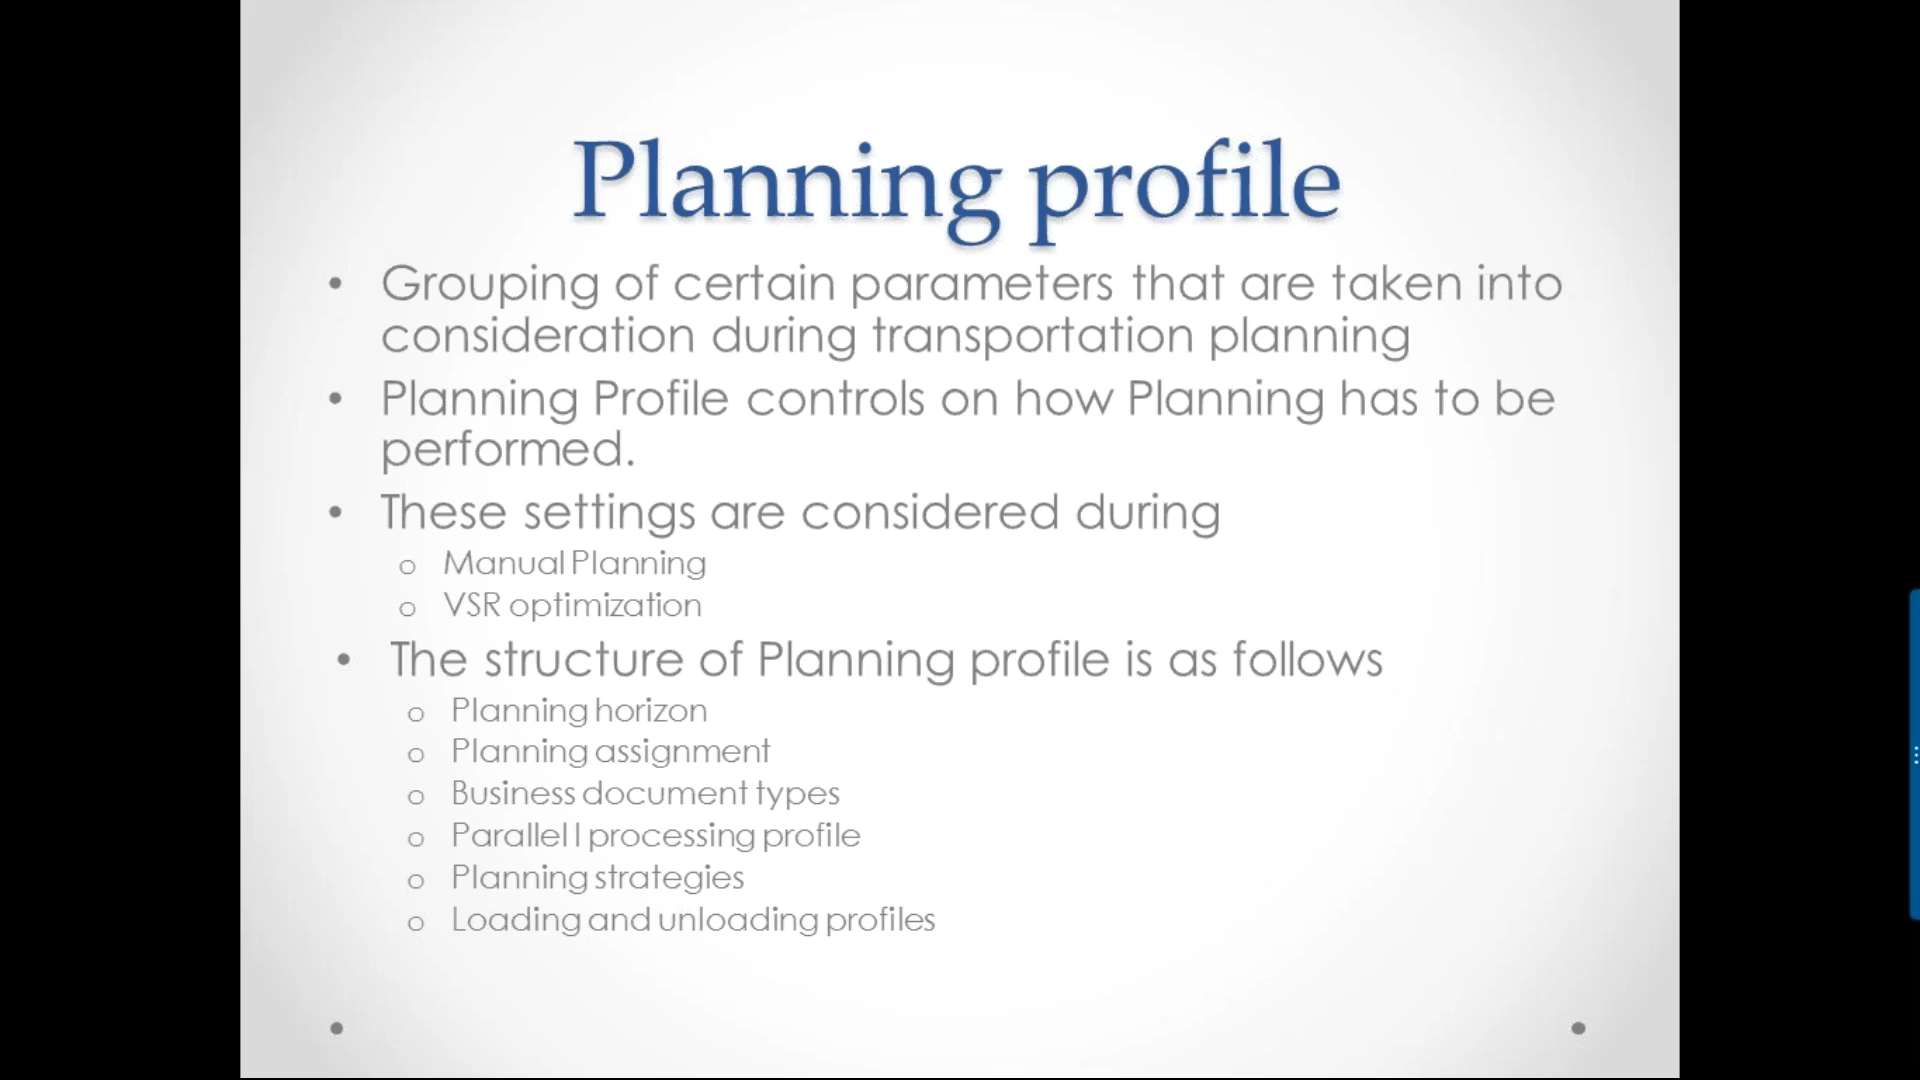 Planning profile
• Grouping of certain parameters that are taken into
consideration during transportation planning
• Planning Profile controls on how Planning has to be
performed.
• These settings are considered during
o Manual Planning
o VSR optimization
• The structure of Planning profile is as follows
o Planning horizon
o Planning assignment
o Business document types
o Parallel l processing profile
o Planning strategies
o Loading and unloading profiles